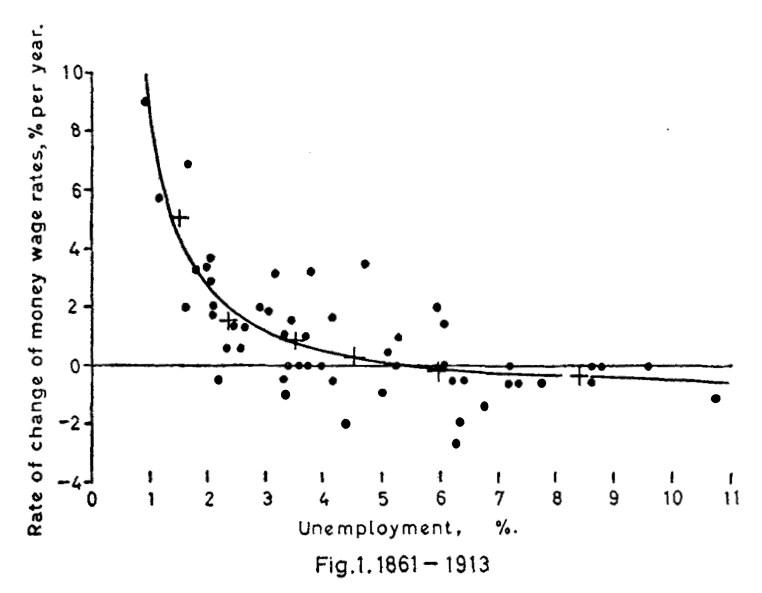 Rate of change of money wage rates, % per year.
10
8
6
4
2
0
-2
-4
0 1 2 3 4 5 6 7 8 9 10 11
Unemployment, %.
Fig.1. 1861 – 1913